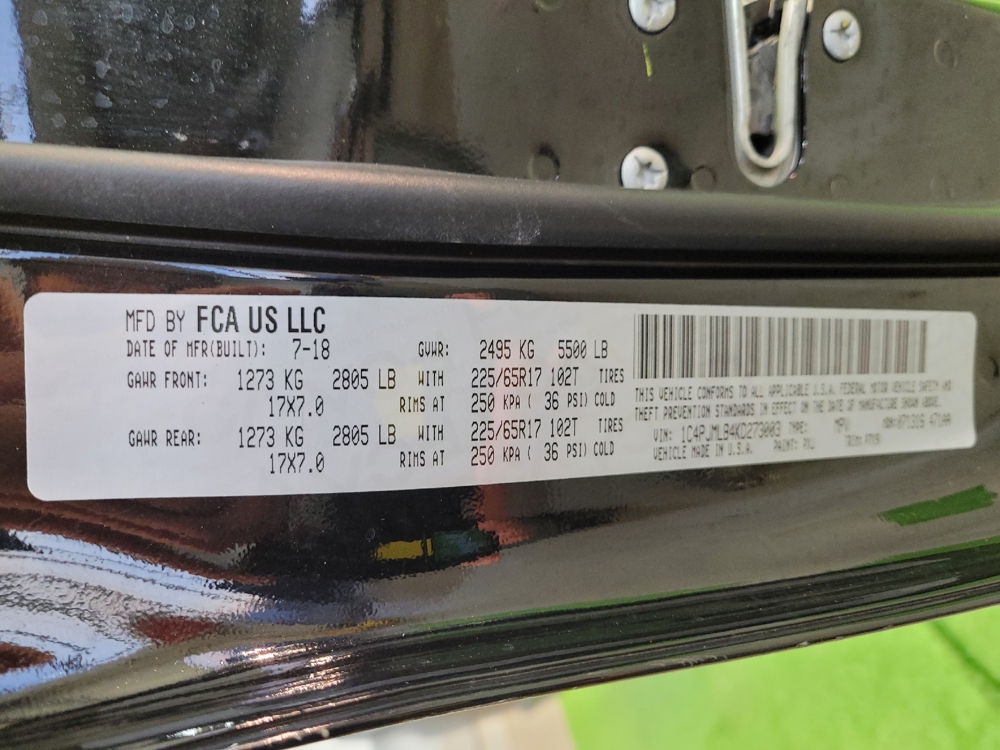 MFD BY FCA US LLC
DATE OF MFR(BUILT): 7-18 GVWR: 2495 KG 5500 LB
GAWR FRONT: 1273 KG 2805 LB WITH 225/65R17 102T TIRES
17X7.0 RIMS AT 250 KPA ( 36 PSI) COLD
GAWR REAR: 1273 KG 2805 LB WITH 225/65R17 102T TIRES
17X7.0 RIMS AT 250 KPA ( 36 PSI) COLD
THIS VEHICLE CONFORMS TO ALL APPLICABLE U.S.A. FEDERAL MOTOR VEHICLE SAFETY AND
THEFT PREVENTION STANDARDS IN EFFECT ON THE DATE OF MANUFACTURE SHOWN ABOVE.
VIN: 1C4PJMLB4KD273003 TYPE: MPV
VEHICLE MADE IN U.S.A. PAINT: PXJ TRIM: